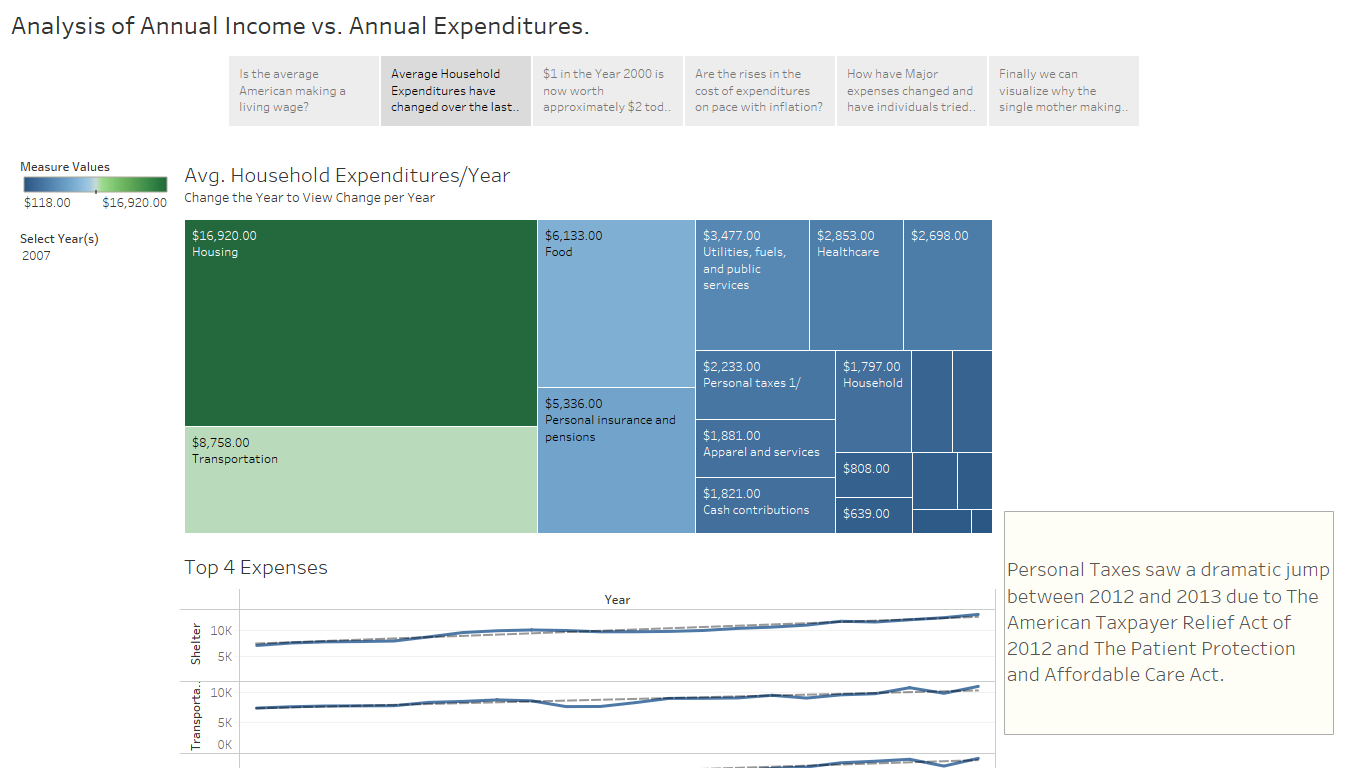 Analysis of Annual Income vs. Annual Expenditures.
Is the average
American making a
living wage?
Average Household
Expenditures have
changed over the last..
$1 in the Year 2000 is
now worth
approximately $2 tod..
Are the rises in the
cost of expenditures
on pace with inflation?
How have Major
expenses changed and
have individuals tried..
Finally we can
visualize why the
single mother making..
Measure Values
$118.00 $16,920.00
Select Year(s)
2007
Avg. Household Expenditures/Year
Change the Year to View Change per Year
$16,920.00
Housing
$8,758.00
Transportation
$6,133.00
Food
$5,336.00
Personal insurance and
pensions
$3,477.00
Utilities, fuels,
and public
services
$2,853.00
Healthcare
$2,698.00
$2,233.00
Personal taxes 1/
$1,881.00
Apparel and services
$1,821.00
Cash contributions
$1,797.00
Household
$808.00
$639.00
Top 4 Expenses
Year
Shelter
10K
5K
Transporta..
10K
5K
0K
Personal Taxes saw a dramatic jump
between 2012 and 2013 due to The
American Taxpayer Relief Act of
2012 and The Patient Protection
and Affordable Care Act.